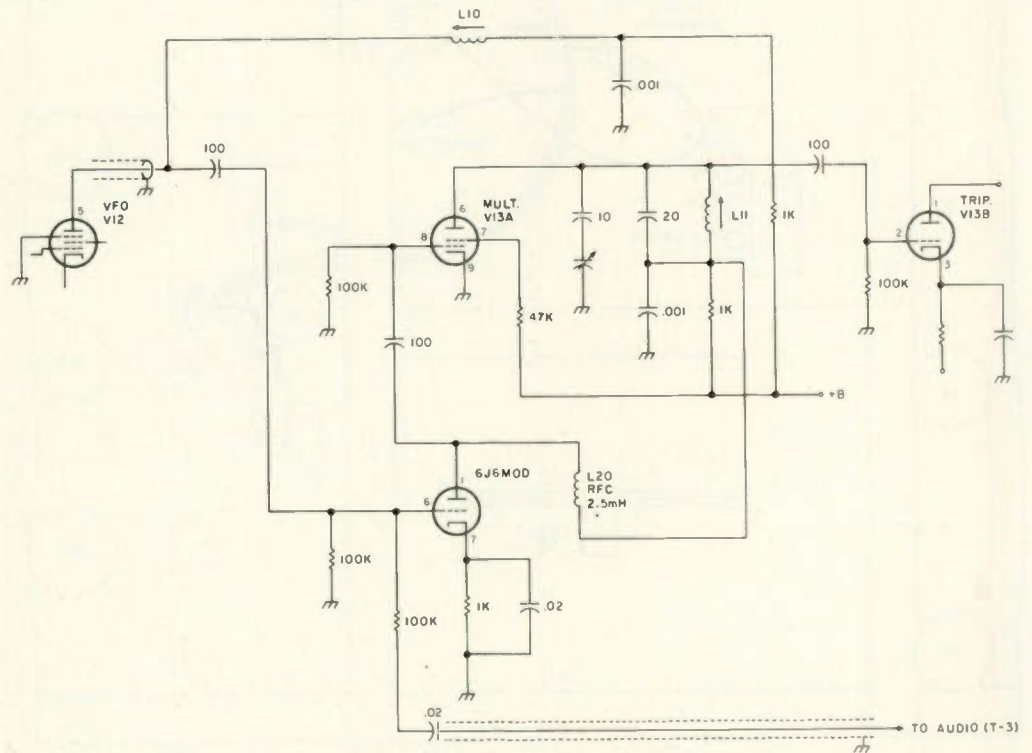 L10
.001
100
5
VFO
V12
100
MULT.
V13A
6
8
7
9
10
20
L11
1K
TRIP.
V13B
1
2
3
100K
100K
47K
.001
1K
100
+B
6J6MOD
1
6
7
L20
RFC
2.5mH
100K
1K
.02
100K
.02
TO AUDIO (T-3)